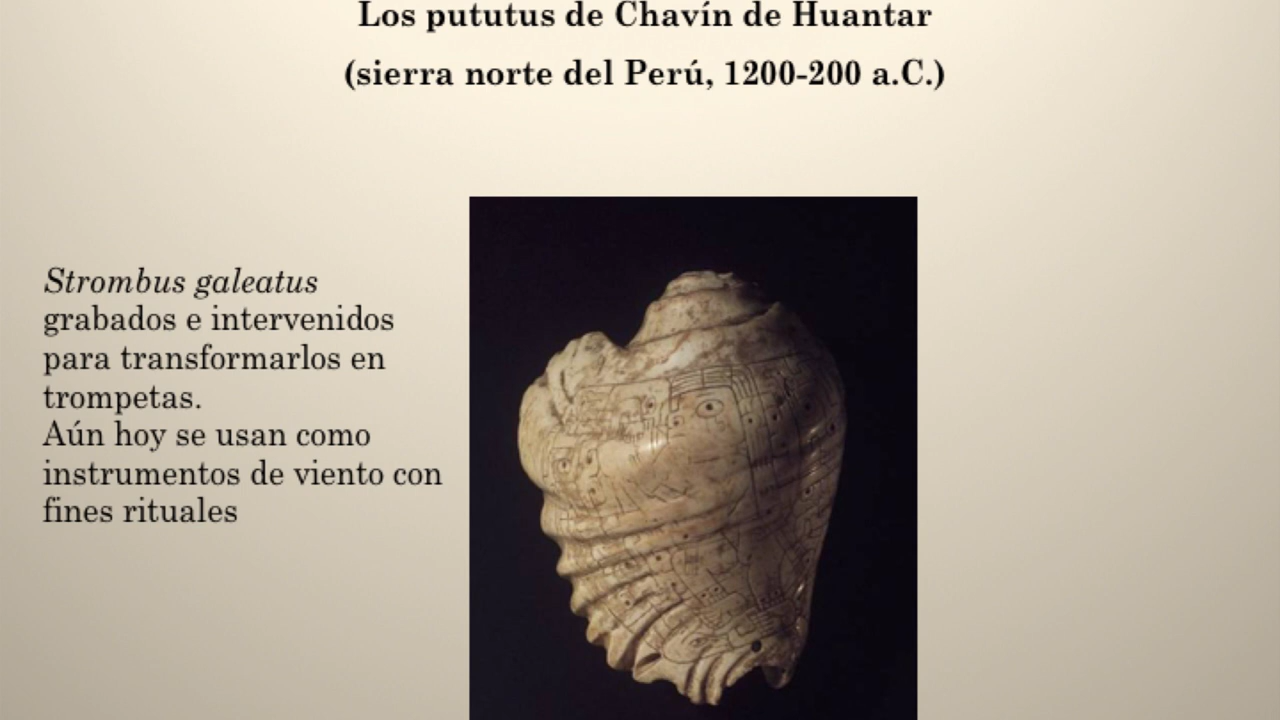 Los pututus de Chavín de Huantar
(sierra norte del Perú, 1200-200 a.C.)
Strombus galeatus
grabados e intervenidos
para transformarlos en
trompetas.
Aún hoy se usan como
instrumentos de viento con
fines rituales